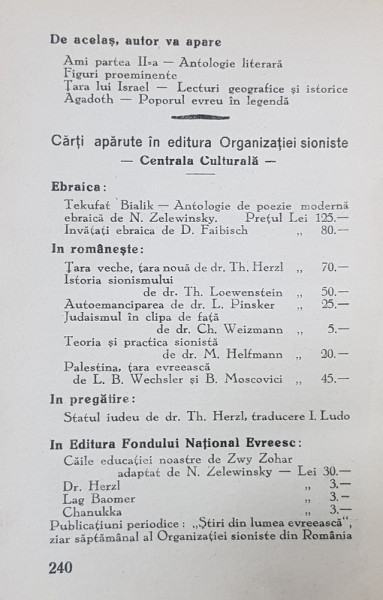 De acelaş, autor va apare
Ami partea II-a — Antologie literară
Figuri proeminente
Ţara lui Israel — Lecturi geografice şi istorice
Agadoth — Poporul evreu în legendă
Cărţi apărute în editura Organizaţiei sioniste
— Centrala Culturală —
Ebraica:
Tekufat Bialik — Antologie de poezie modernă
ebraică de N. Zelewinsky. Preţul Lei 125.—
Invăţaţi ebraica de D. Faibisch „ 80.—
In româneşte:
Ţara veche, ţara nouă de dr. Th. Herzl „ 70.—
Istoria sionismului
de dr. Th. Loewenstein „ 50.—
Autoemanciparea de dr. L. Pinsker „ 25.—
Judaismul în clipa de faţă
de dr. Ch. Weizmann „ 5.—
Teoria şi practica sionistă
de dr. M. Helfmann „ 20.—
Palestina, ţara evreească
de L. B. Wechsler şi B. Moscovici „ 45.—
In pregătire:
Statul iudeu de dr. Th. Herzl, traducere I. Ludo
In Editura Fondului Naţional Evreesc:
Căile educaţiei noastre de Zwy Zohar
adaptat de N. Zelewinsky — Lei 30.—
Dr. Herzl „ 3.—
Lag Baomer „ 3.—
Chanukka „ 3.—
Publicaţiuni periodice: „Ştiri din lumea evreească",
ziar săptămânal al Organizaţiei sioniste din România
240